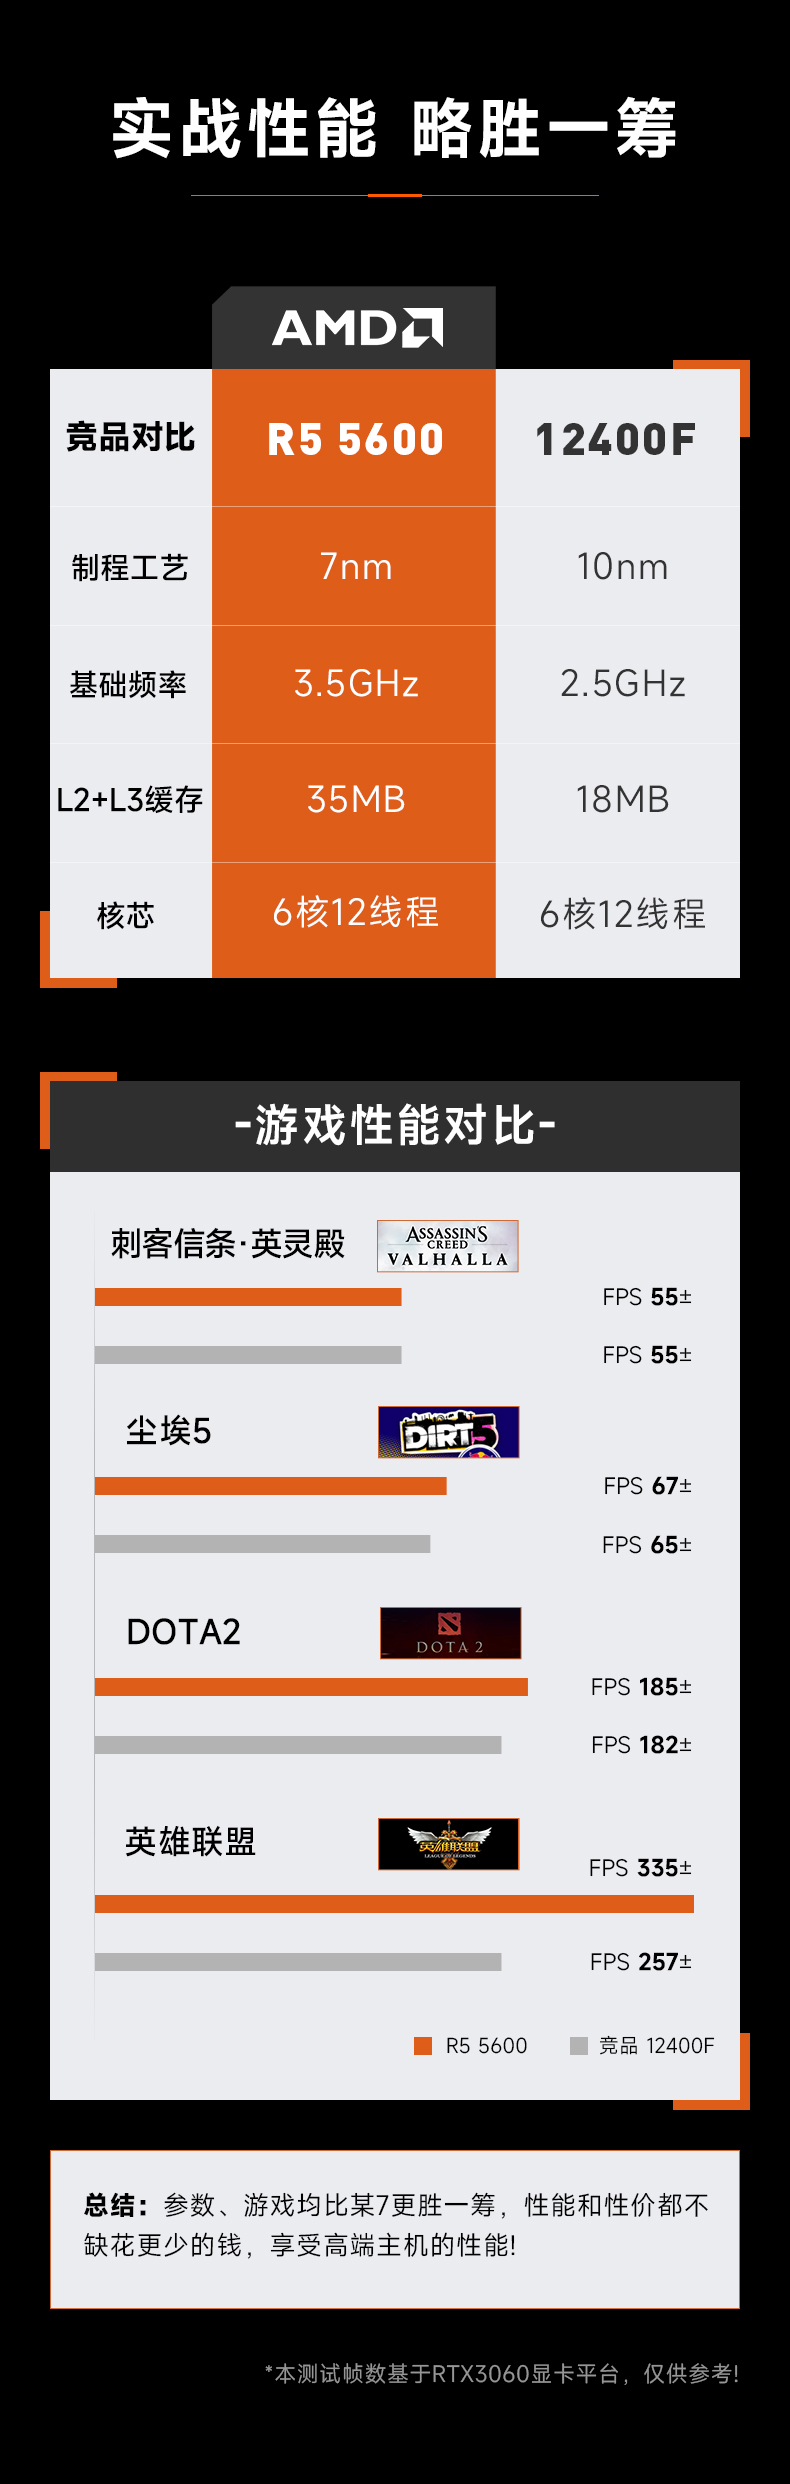 实战性能 略胜一筹
AMD
竞品对比 R5 5600 12400F
制程工艺 7nm 10nm
基础频率 3.5GHz 2.5GHz
L2+L3缓存 35MB 18MB
核芯 6核12线程 6核12线程
-游戏性能对比-
刺客信条·英灵殿
ASSASSIN'S
CREED
VALHALLA
FPS 55±
FPS 55±
尘埃5
DIRT 5
FPS 67±
FPS 65±
DOTA2
DOTA 2
FPS 185±
FPS 182±
英雄联盟
英雄联盟
LEAGUE OF LEGENDS
FPS 335±
FPS 257±
R5 5600 竞品 12400F
总结：参数、游戏均比某7更胜一筹，性能和性价都不
缺花更少的钱，享受高端主机的性能!
*本测试帧数基于RTX3060显卡平台，仅供参考!